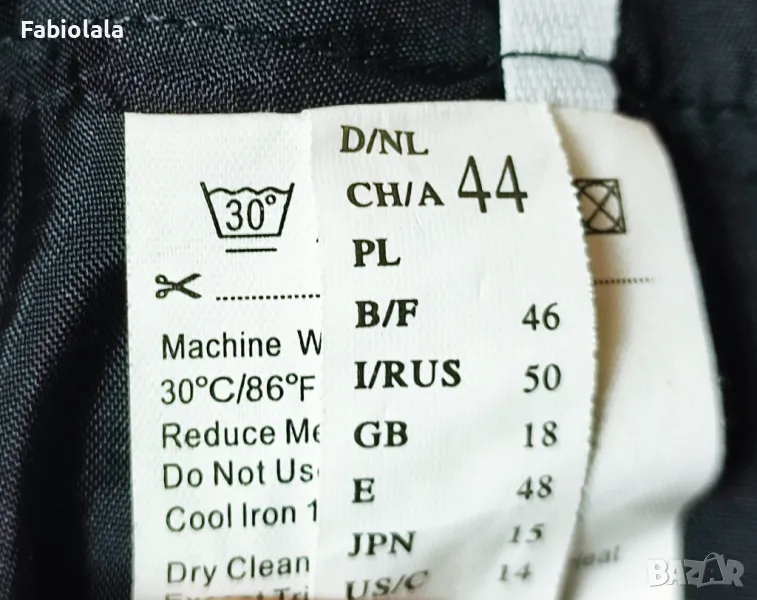 Fabiolala
30°
D/NL
CH/A 44
PL
B/F 46
I/RUS 50
GB 18
E 48
JPN 15
US/C 14
Machine W
30°C/86°F
Reduce Me
Do Not Us
Cool Iron 1
Dry Clean
BAZAR